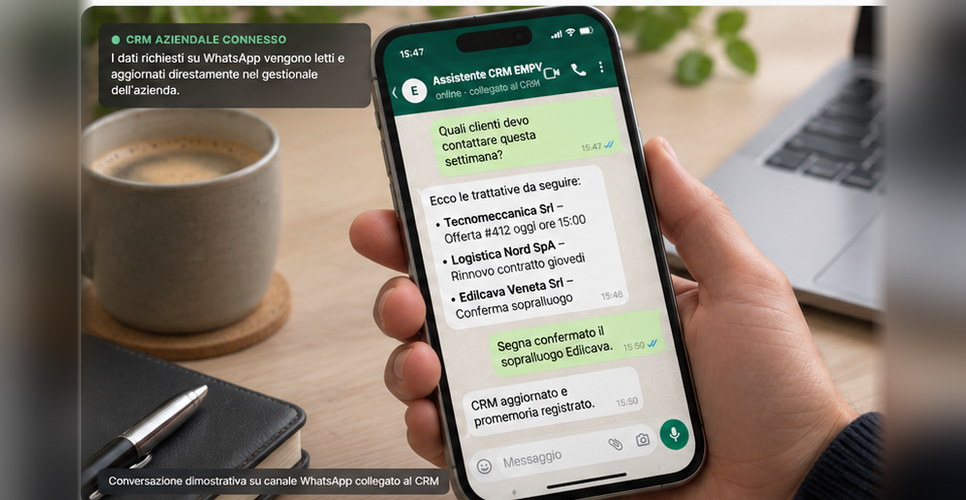 CRM AZIENDALE CONNESSO
I dati richiesti su WhatsApp vengono letti e
aggiornati direttamente nel gestionale
dell'azienda.
15:47
E
Assistente CRM EMPV
online - collegato al CRM
Quali clienti devo
contattare questa
settimana?
15:47
Ecco le trattative da seguire:
• Tecnomeccanica Srl –
Offerta #412 oggi ore 15:00
• Logistica Nord SpA –
Rinnovo contratto giovedì
• Edilcava Veneta Srl –
Conferma sopralluogo
15:48
Segna confermato il
sopralluogo Edilcava.
15:50
CRM aggiornato e
promemoria registrato.
15:50
Messaggio
Conversazione dimostrativa su canale WhatsApp collegato al CRM